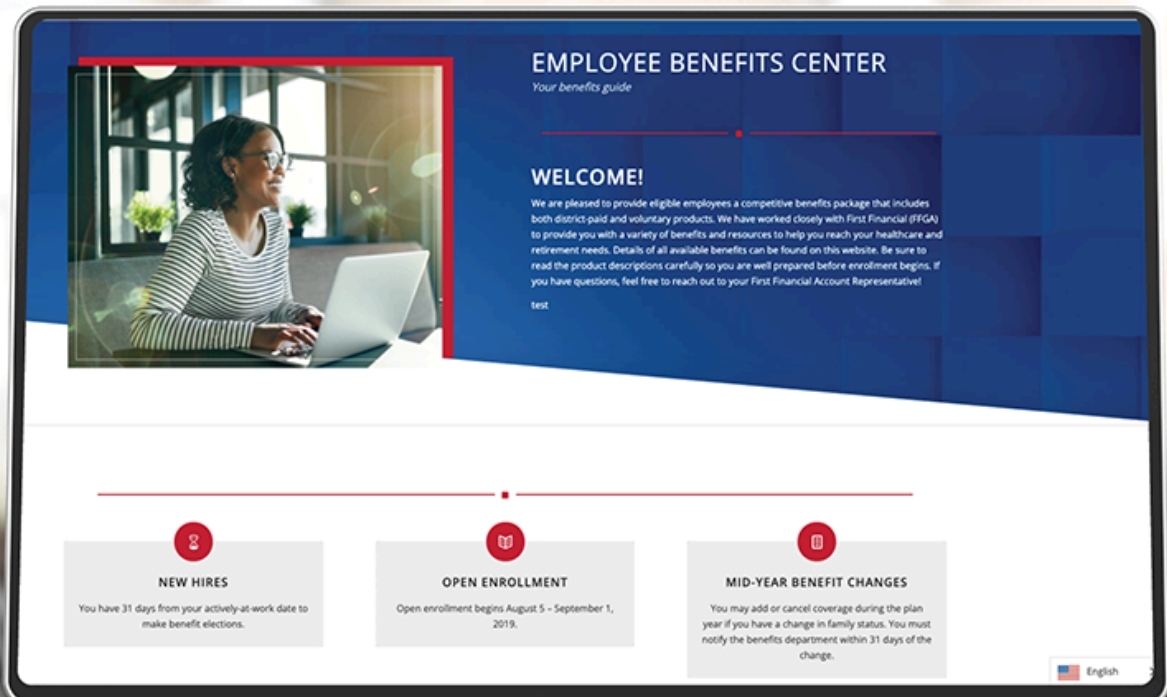 EMPLOYEE BENEFITS CENTER
Your benefits guide
WELCOME!
We are pleased to provide eligible employees a competitive benefits package that includes
both district-paid and voluntary products. We have worked closely with First Financial (FFGA)
to provide you with a variety of benefits and resources to help you reach your healthcare and
retirement needs. Details of all available benefits can be found on this website. Be sure to
read the product descriptions carefully so you are well prepared before enrollment begins. If
you have questions, feel free to reach out to your First Financial Account Representative!
test
NEW HIRES
You have 31 days from your actively-at-work date to
make benefit elections.
OPEN ENROLLMENT
Open enrollment begins August 5 – September 1,
2019.
MID-YEAR BENEFIT CHANGES
You may add or cancel coverage during the plan
year if you have a change in family status. You must
notify the benefits department within 31 days of the
change.
English